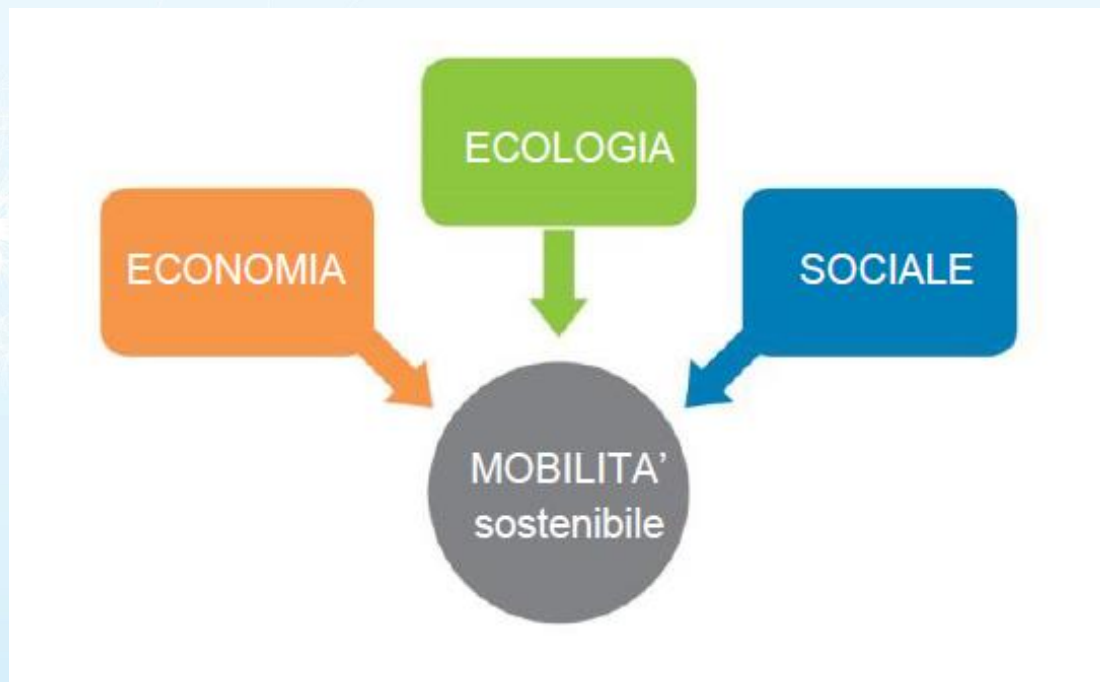 ECOLOGIA
ECONOMIA
SOCIALE
MOBILITA’
sostenibile